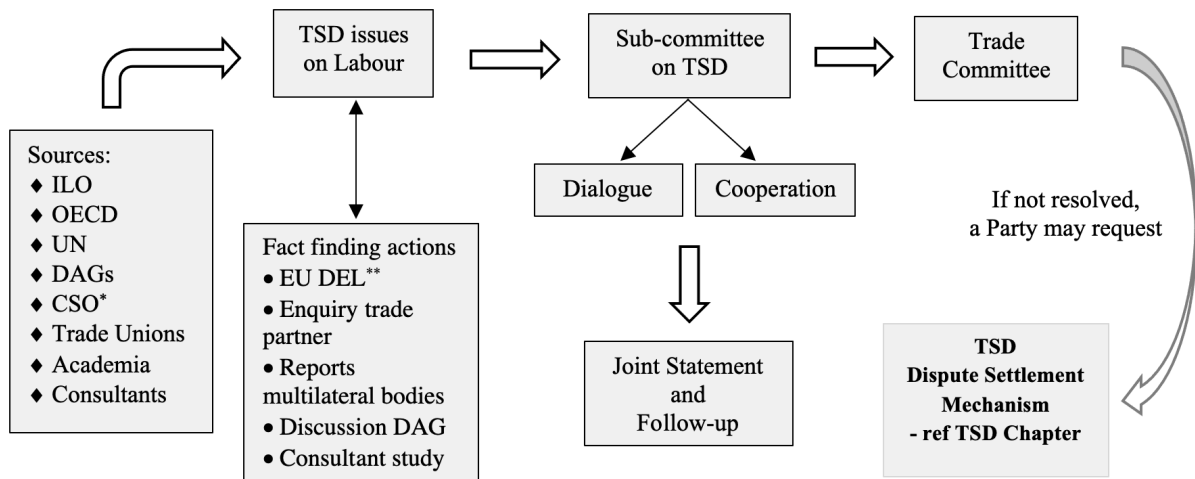 TSD issues
on Labour
Sub-committee
on TSD
Trade
Committee
Sources:
♦ ILO
♦ OECD
♦ UN
♦ DAGs
♦ CSO*
♦ Trade Unions
♦ Academia
♦ Consultants
Dialogue
Cooperation
If not resolved,
a Party may request
Fact finding actions
• EU DEL**
• Enquiry trade
partner
• Reports
multilateral bodies
• Discussion DAG
• Consultant study
Joint Statement
and
Follow-up
TSD
Dispute Settlement
Mechanism
- ref TSD Chapter